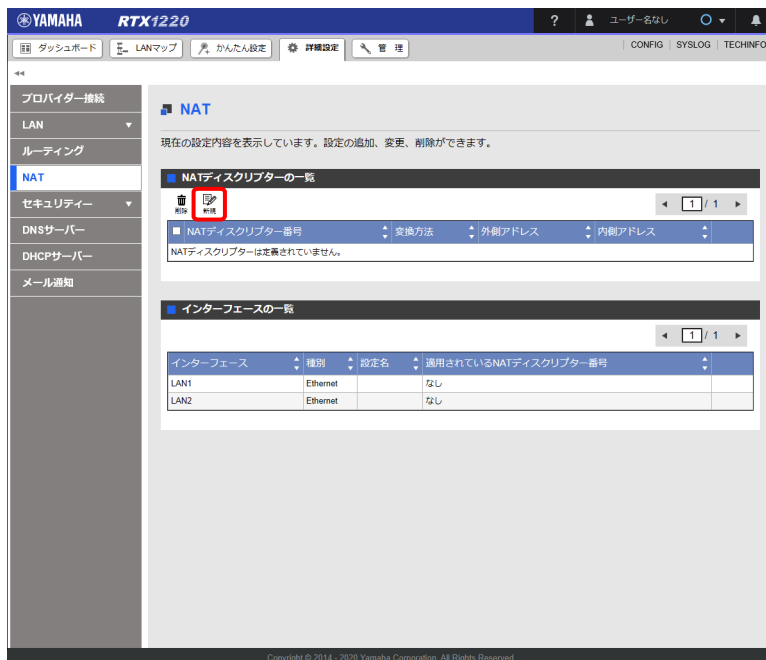 YAMAHA RTX1220 ? ユーザーなし
ダッシュボード LANマップ かんたん設定 詳細設定 管理 CONFIG SYSLOG TECHINFO
プロバイダー接続
LAN
ルーティング
NAT
セキュリティー
DNSサーバー
DHCPサーバー
メール通知
NAT
現在の設定内容を表示しています。設定の追加、変更、削除ができます。
NATディスクリプターの一覧
削除 新規 1 / 1
NATディスクリプター番号 変換方法 外側アドレス 内側アドレス
NATディスクリプターは定義されていません。
インターフェースの一覧
1 / 1
インターフェース 種別 設定名 適用されているNATディスクリプター番号
LAN1 Ethernet なし
LAN2 Ethernet なし
Copyright © 2014 - 2020 Yamaha Corporation. All Rights Reserved.